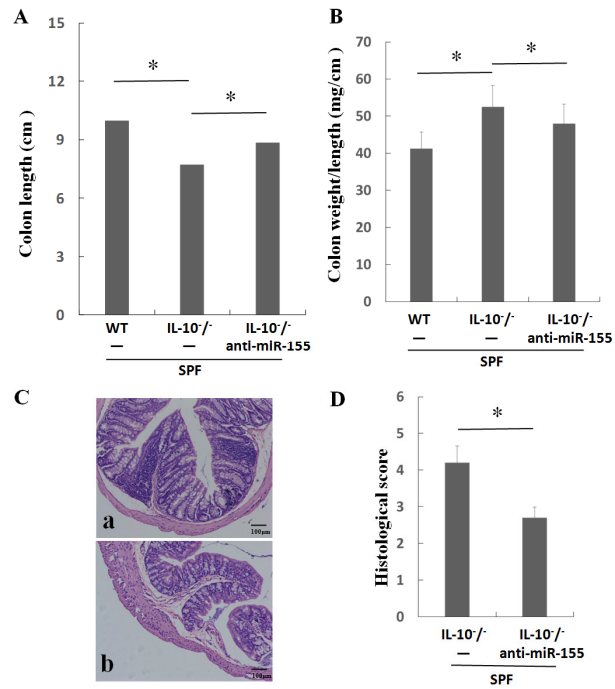 A
Colon length (cm)
15
12
9
6
3
0
*
*
WT
IL-10⁻/⁻
IL-10⁻/⁻
—
—
anti-miR-155
SPF
B
Colon weight/length (mg/cm)
70
60
50
40
30
20
10
0
*
*
WT
IL-10⁻/⁻
IL-10⁻/⁻
—
—
anti-miR-155
SPF
C
a
100μm
b
100μm
D
Histological score
6
5
4
3
2
1
0
*
IL-10⁻/⁻
IL-10⁻/⁻
—
anti-miR-155
SPF